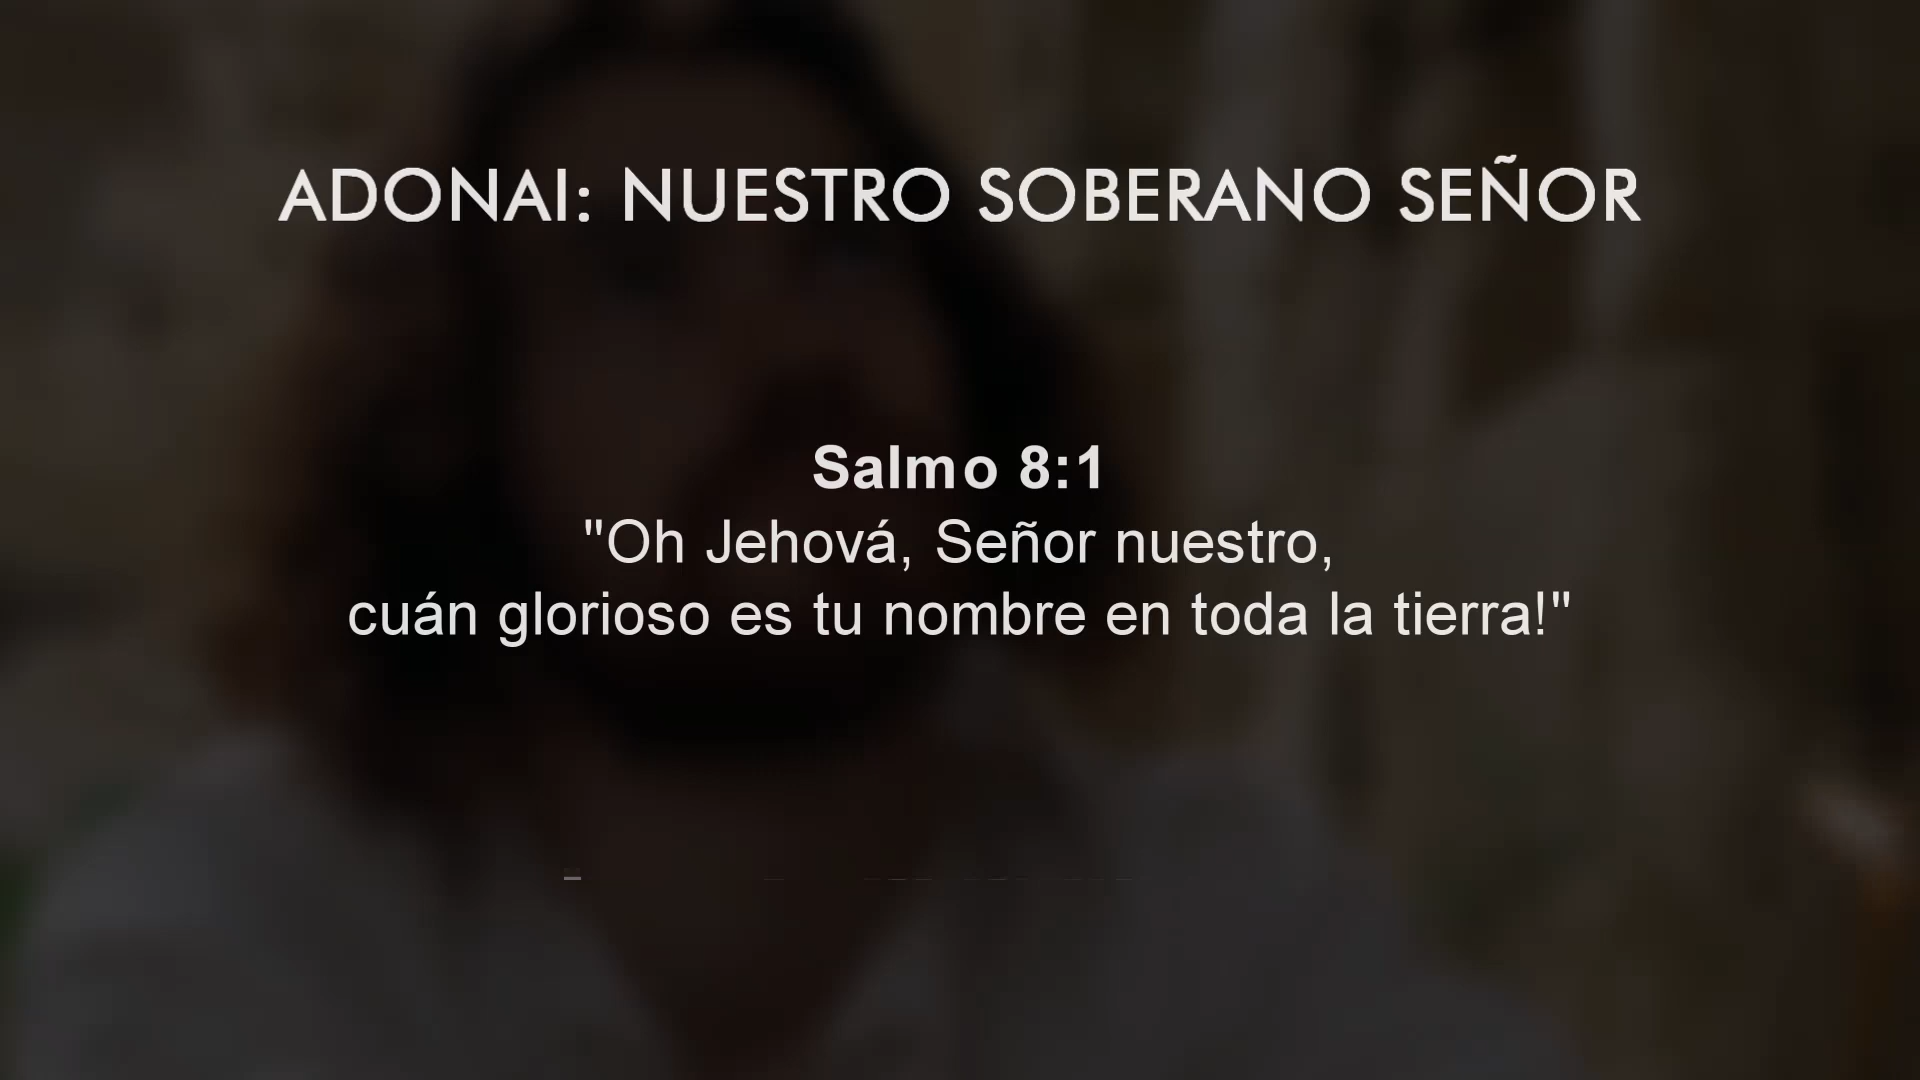 ADONAI: NUESTRO SOBERANO SEÑOR
Salmo 8:1
"Oh Jehová, Señor nuestro,
cuán glorioso es tu nombre en toda la tierra!"